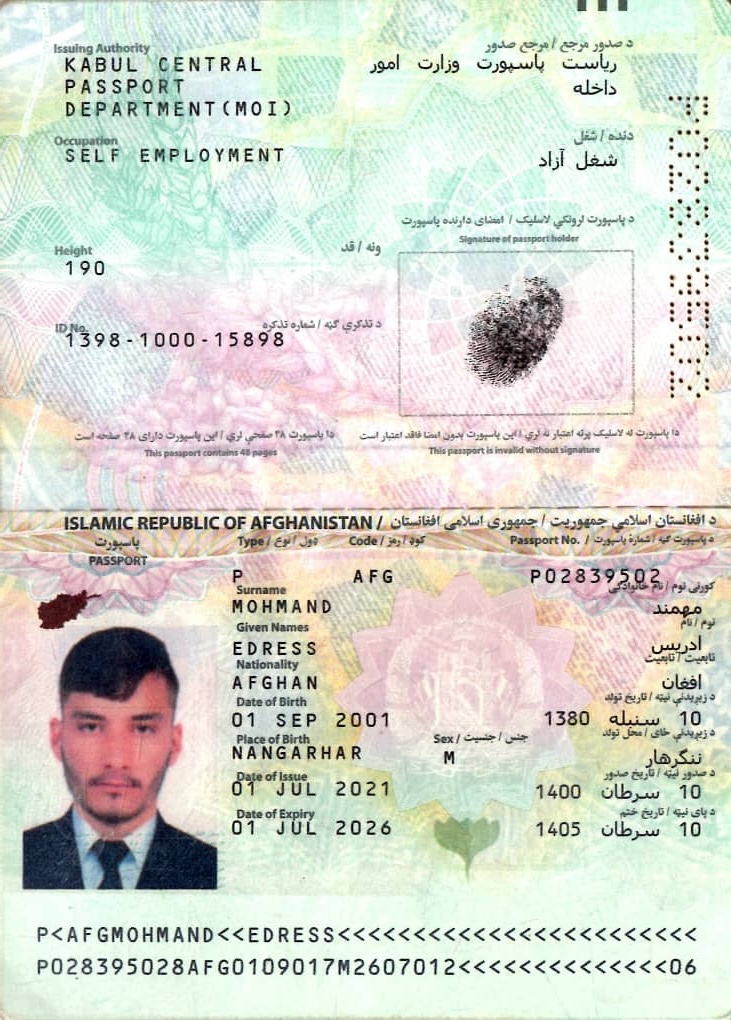 Issuing Authority د صدور مرجع / مرجع صدور
KABUL CENTRAL ریاست پاسپورت وزارت امور
PASSPORT داخله
DEPARTMENT(MOI)
Occupation دنده / شغل
SELF EMPLOYMENT شغل آزاد
د پاسپورت لرونکي لاسلیک / امضای دارنده پاسپورت
Signature of passport holder
Height ونه / قد
190
ID No. د تذکرې ګڼه / شماره تذکره
1398-1000-15898
دا پاسپورت ۴۸ صفحې لري / این پاسپورت دارای ۴۸ صفحه است
This passport contains 48 pages
دا پاسپورت له لاسلیک پرته اعتبار نه لري / این پاسپورت بدون امضا فاقد اعتبار است
This passport is invalid without signature
P02839502
ISLAMIC REPUBLIC OF AFGHANISTAN / د افغانستان اسلامي جمهوریت / جمهوری اسلامی افغانستان
پاسپورت Type / ډول / نوع Code / کوډ / رمز Passport No. / د پاسپورت ګڼه / شمارهٔ پاسپورت
PASSPORT
P AFG P02839502
Surname کورنی نوم / نام خانوادگی
MOHMAND مهمند
Given Names نوم / نام
EDRESS ادریس
Nationality تابعیت / تابعیت
AFGHAN افغان
Date of Birth د زیږیدنې نیټه / تاریخ تولد
01 SEP 2001 10 سنبله 1380
Place of Birth Sex / جنس / جنسیت د زیږیدنې ځای / محل تولد
NANGARHAR M ننگرهار
Date of Issue د صدور نیټه / تاریخ صدور
01 JUL 2021 10 سرطان 1400
Date of Expiry د پای نیټه / تاریخ ختم
01 JUL 2026 10 سرطان 1405
P<AFGMOHMAND<<EDRESS<<<<<<<<<<<<<<<<<<<<<<<<
P028395028AFG0109017M2607012<<<<<<<<<<<<<<06